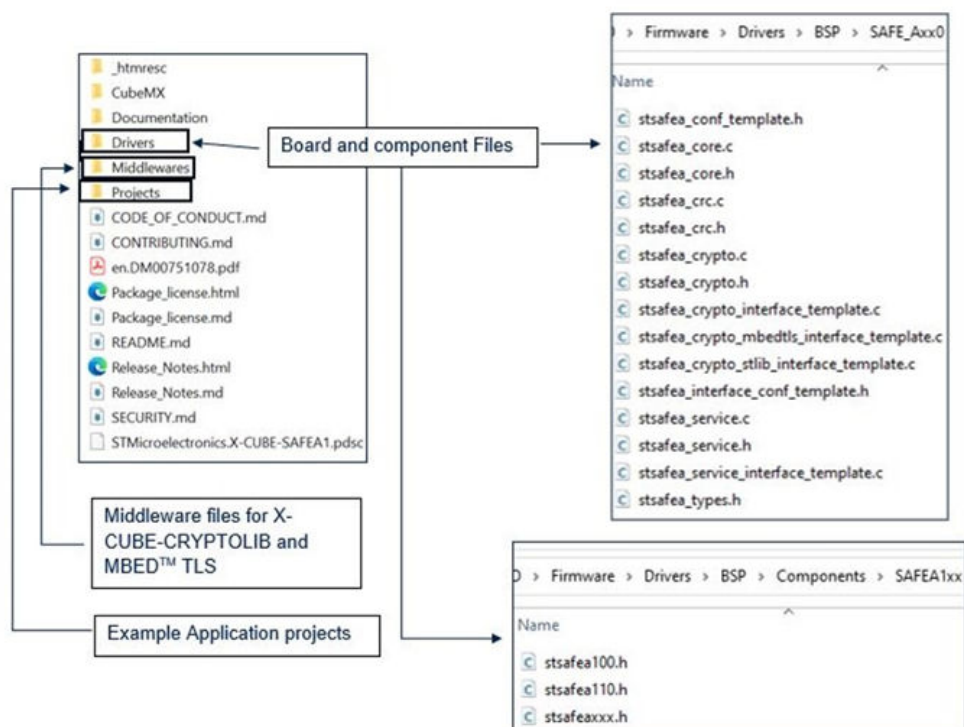 _htmresc
CubeMX
Documentation
Drivers
Middlewares
Projects
CODE_OF_CONDUCT.md
CONTRIBUTING.md
en.DM00751078.pdf
Package_license.html
Package_license.md
README.md
Release_Notes.html
Release_Notes.md
SECURITY.md
STMicroelectronics.X-CUBE-SAFEA1.pdsc
Board and component Files
Middleware files for X-
CUBE-CRYPTOLIB and
MBED™ TLS
Example Application projects
> Firmware > Drivers > BSP > SAFE_Axx0
Name
stsafea_conf_template.h
stsafea_core.c
stsafea_core.h
stsafea_crc.c
stsafea_crc.h
stsafea_crypto.c
stsafea_crypto.h
stsafea_crypto_interface_template.c
stsafea_crypto_mbedtls_interface_template.c
stsafea_crypto_stlib_interface_template.c
stsafea_interface_conf_template.h
stsafea_service.c
stsafea_service.h
stsafea_service_interface_template.c
stsafea_types.h
> Firmware > Drivers > BSP > Components > SAFEA1xx
Name
stsafea100.h
stsafea110.h
stsafeaxxx.h